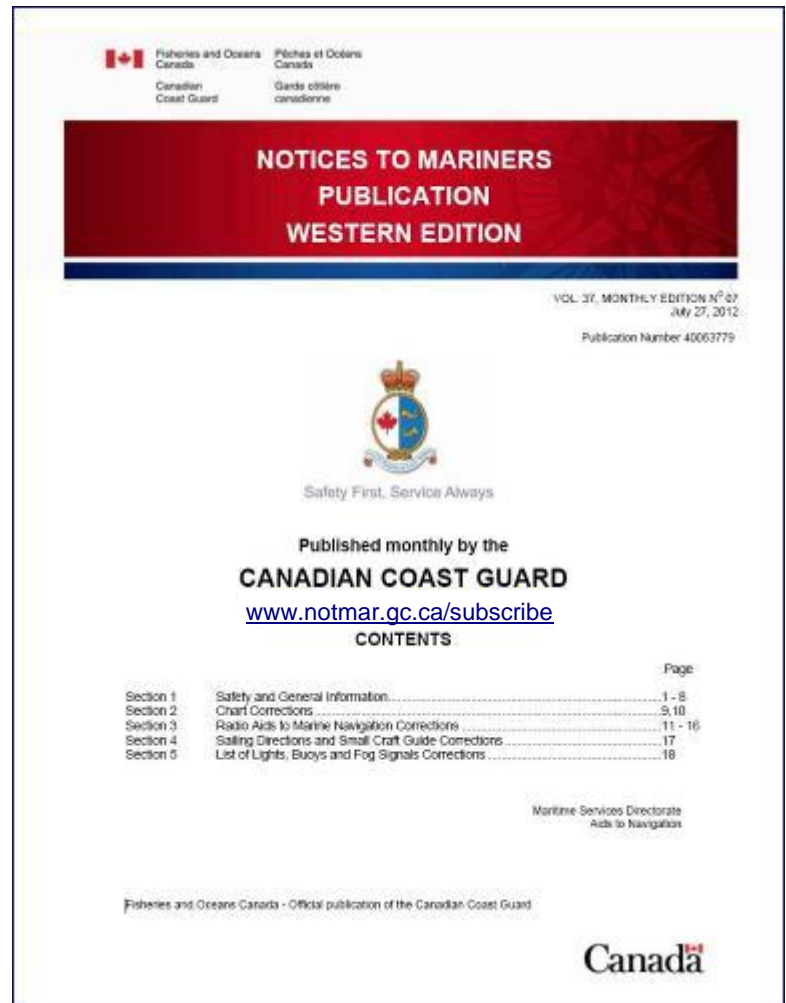 Fisheries and Oceans
Canada
Pêches et Océans
Canada
Canadian
Coast Guard
Garde côtière
canadienne
NOTICES TO MARINERS
PUBLICATION
WESTERN EDITION
VOL. 37, MONTHLY EDITION Nº 07
July 27, 2012
Publication Number 40063779
Safety First, Service Always
Published monthly by the
CANADIAN COAST GUARD
www.notmar.gc.ca/subscribe
CONTENTS
Page
Section 1 Safety and General Information 1 - 8
Section 2 Chart Corrections 9,10
Section 3 Radio Aids to Marine Navigation Corrections 11 - 16
Section 4 Sailing Directions and Small Craft Guide Corrections 17
Section 5 List of Lights, Buoys and Fog Signals Corrections 18
Maritime Services Directorate
Aids to Navigation
Fisheries and Oceans Canada - Official publication of the Canadian Coast Guard
Canada